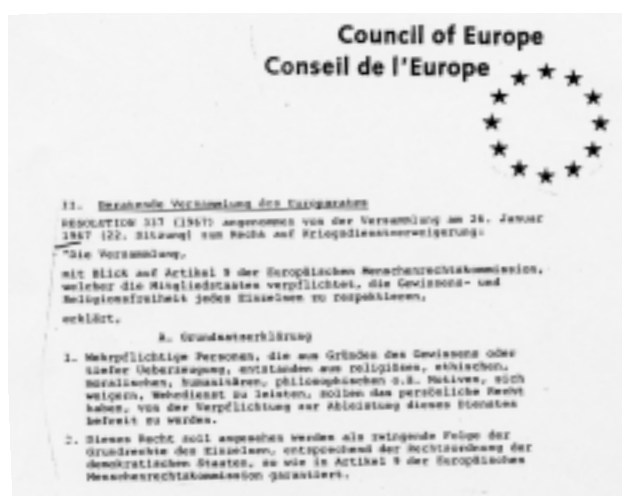 Council of Europe
Conseil de l'Europe
II. Beratende Versammlung des Europarates
RESOLUTION 337 (1967) angenommen von der Versammlung am 26. Januar
1967 (22. Sitzung) zum Recht auf Kriegsdienstverweigerung:
"Die Versammlung,
mit Blick auf Artikel 9 der Europäischen Menschenrechtskommission,
welcher die Mitgliedstaaten verpflichtet, die Gewissens- und
Religionsfreiheit jedes Einzelnen zu respektieren,
erklärt,
A. Grundsatzerklärung
1. Wehrpflichtige Personen, die aus Gründen des Gewissens oder
tiefer Ueberzeugung, entstanden aus religiösen, ethischen,
moralischen, humanitären, philosophischen o.ä. Motiven, sich
weigern, Wehrdienst zu leisten, sollen das persönliche Recht
haben, von der Verpflichtung zur Ableistung dieses Dienstes
befreit zu werden.
2. Dieses Recht soll angesehen werden als zwingende Folge der
Grundrechte des Einzelnen, entsprechend der Rechtsordnung der
demokratischen Staaten, so wie in Artikel 9 der Europäischen
Menschenrechtskommission garantiert.